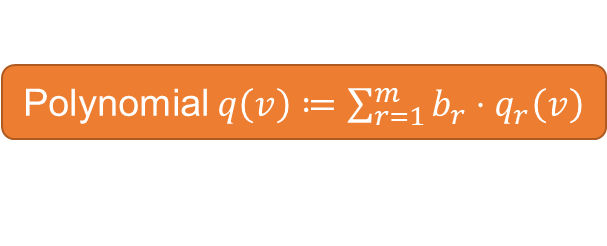 Polynomial q(v) ≔ ∑_{r=1}^{m} b_r · q_r(v)